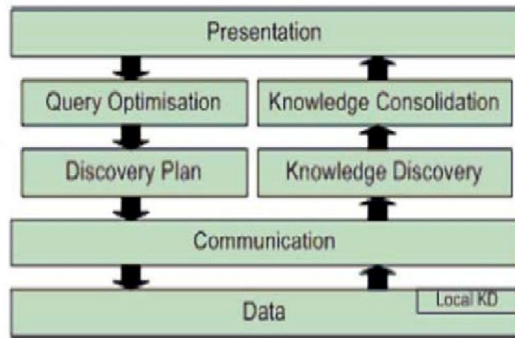 Presentation
Query Optimisation
Knowledge Consolidation
Discovery Plan
Knowledge Discovery
Communication
Local KD
Data